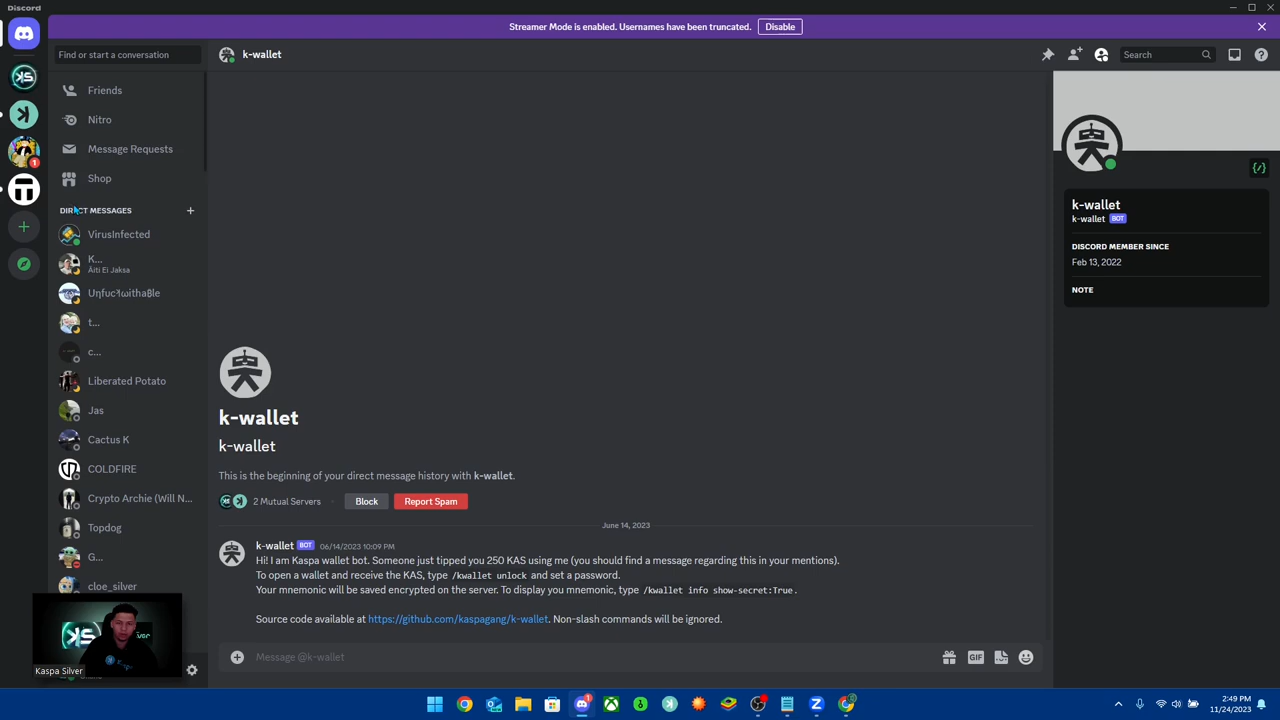 Discord
Streamer Mode is enabled. Usernames have been truncated. Disable
Find or start a conversation
k-wallet
Search
Friends
Nitro
Message Requests
Shop
DIRECT MESSAGES
VirusInfected
K...
Äiti Ei Jaksa
t...
c...
Liberated Potato
Jas
Cactus K
COLDFIRE
Crypto Archie (Will N...
Topdog
G...
cloe_silver
Kaspa Silver
k-wallet
k-wallet
This is the beginning of your direct message history with k-wallet.
2 Mutual Servers Block Report Spam
June 14, 2023
k-wallet BOT 06/14/2023 10:09 PM
Hi! I am Kaspa wallet bot. Someone just tipped you 250 KAS using me (you should find a message regarding this in your mentions).
To open a wallet and receive the KAS, type /kwallet unlock and set a password.
Your mnemonic will be saved encrypted on the server. To display you mnemonic, type /kwallet info show-secret:True.
Source code available at https://github.com/kaspagang/k-wallet. Non-slash commands will be ignored.
Message @k-wallet
GIF
k-wallet
k-wallet BOT
DISCORD MEMBER SINCE
Feb 13, 2022
NOTE
2:49 PM
11/24/2023